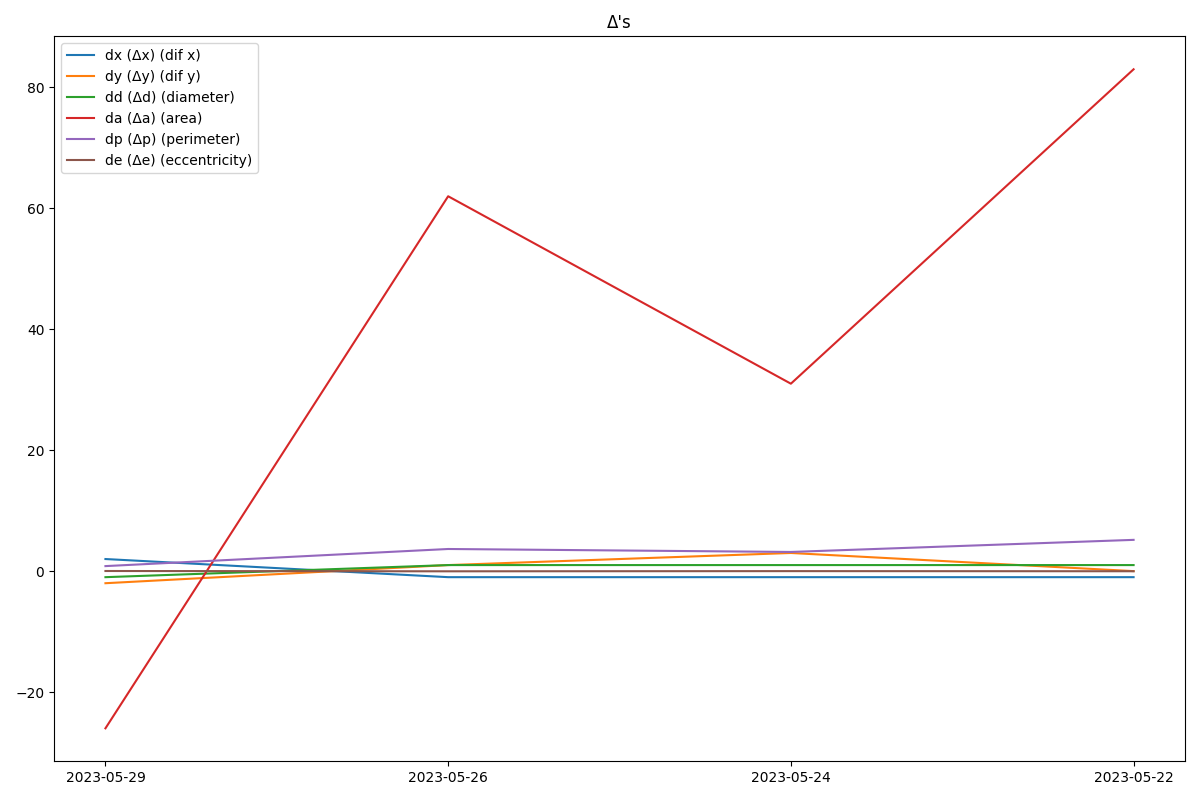 Δ's
dx (Δx) (dif x)
dy (Δy) (dif y)
dd (Δd) (diameter)
da (Δa) (area)
dp (Δp) (perimeter)
de (Δe) (eccentricity)
80
60
40
20
0
−20
2023-05-29 2023-05-26 2023-05-24 2023-05-22